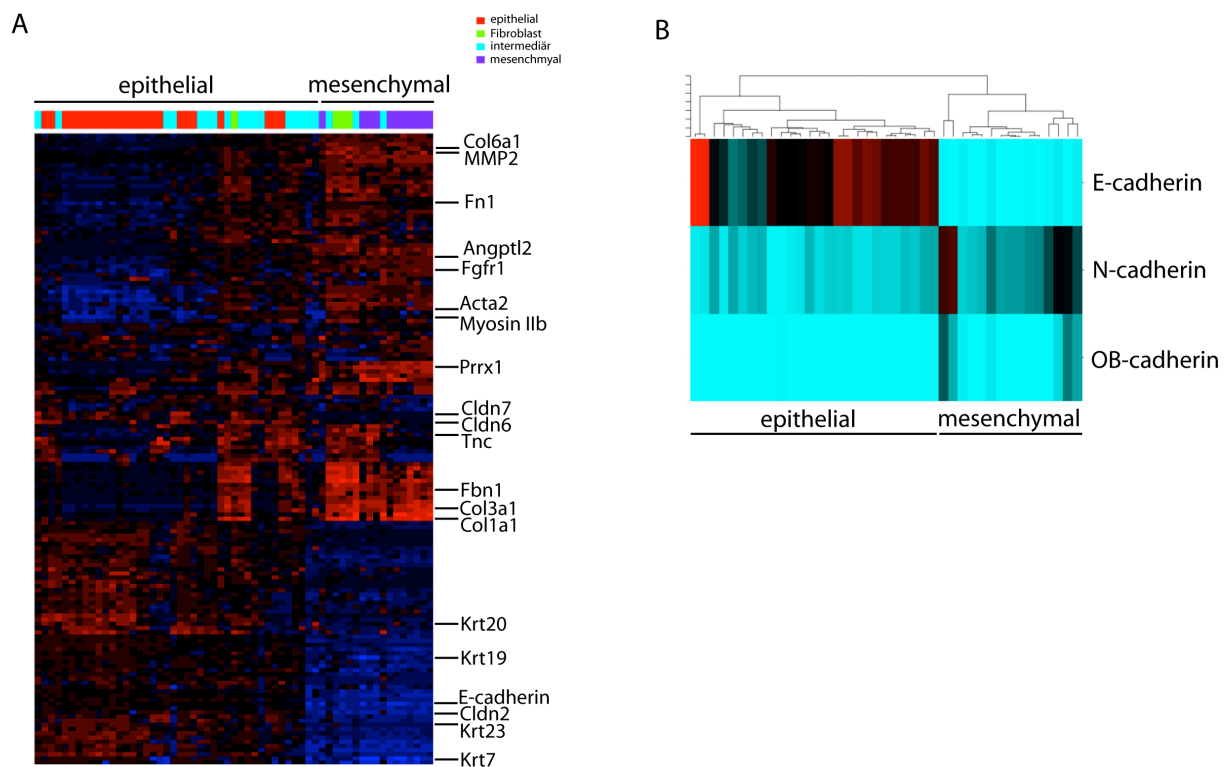 A
epithelial
Fibroblast
intermediär
mesenchmyal
epithelial
mesenchymal
Col6a1
MMP2
Fn1
Angptl2
Fgfr1
Acta2
Myosin IIb
Prrx1
Cldn7
Cldn6
Tnc
Fbn1
Col3a1
Col1a1
Krt20
Krt19
E-cadherin
Cldn2
Krt23
Krt7
B
E-cadherin
N-cadherin
OB-cadherin
epithelial
mesenchymal